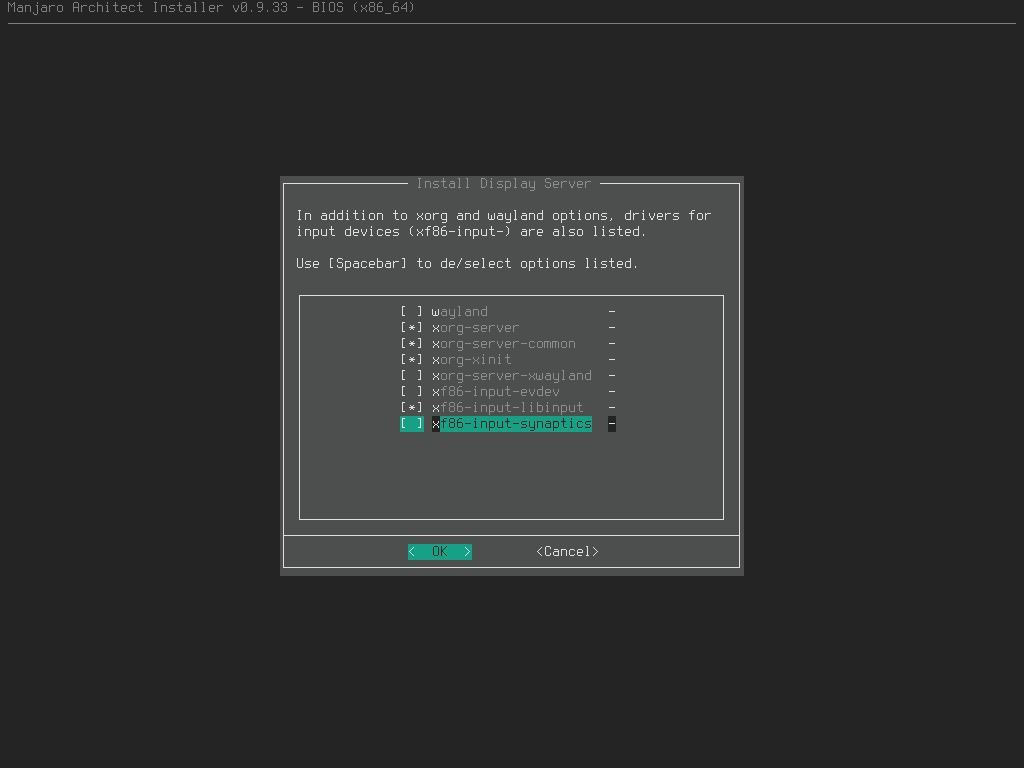 Manjaro Architect Installer v0.9.33 - BIOS (x86_64)
Install Display Server
In addition to xorg and wayland options, drivers for
input devices (xf86-input-) are also listed.
Use [Spacebar] to de/select options listed.
[ ] wayland -
[*] xorg-server -
[*] xorg-server-common -
[*] xorg-xinit -
[ ] xorg-server-xwayland -
[ ] xf86-input-evdev -
[*] xf86-input-libinput -
[ ] xf86-input-synaptics -
< OK > <Cancel>